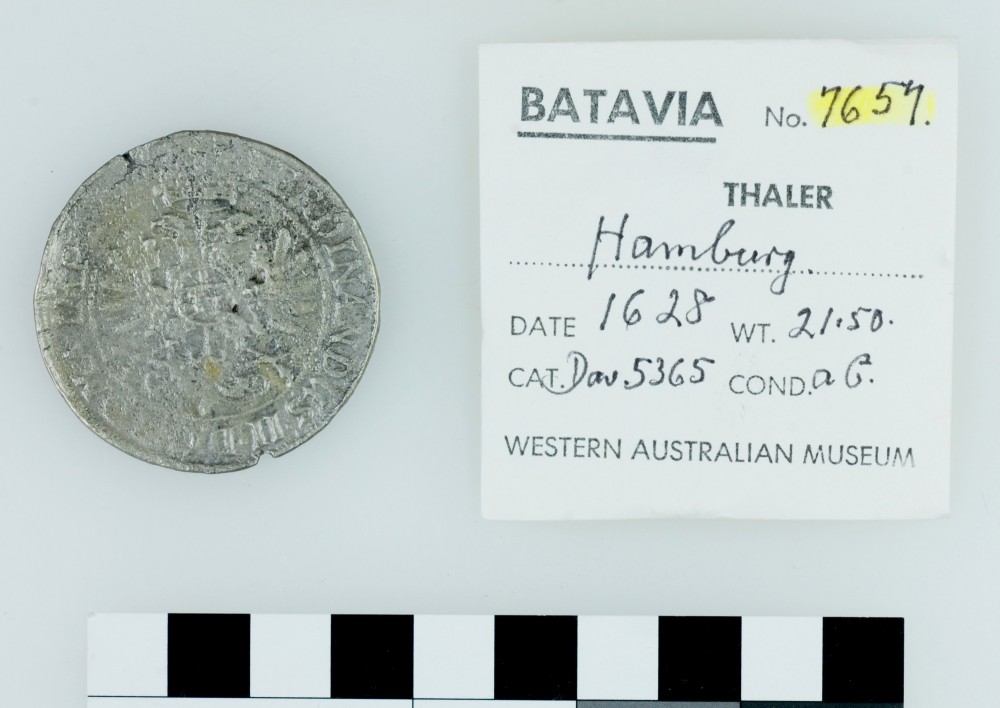 BATAVIA No. 7657.
THALER
Hamburg.
DATE 1628 WT. 21.50.
CAT. Dav. 5365 COND. a G.
WESTERN AUSTRALIAN MUSEUM